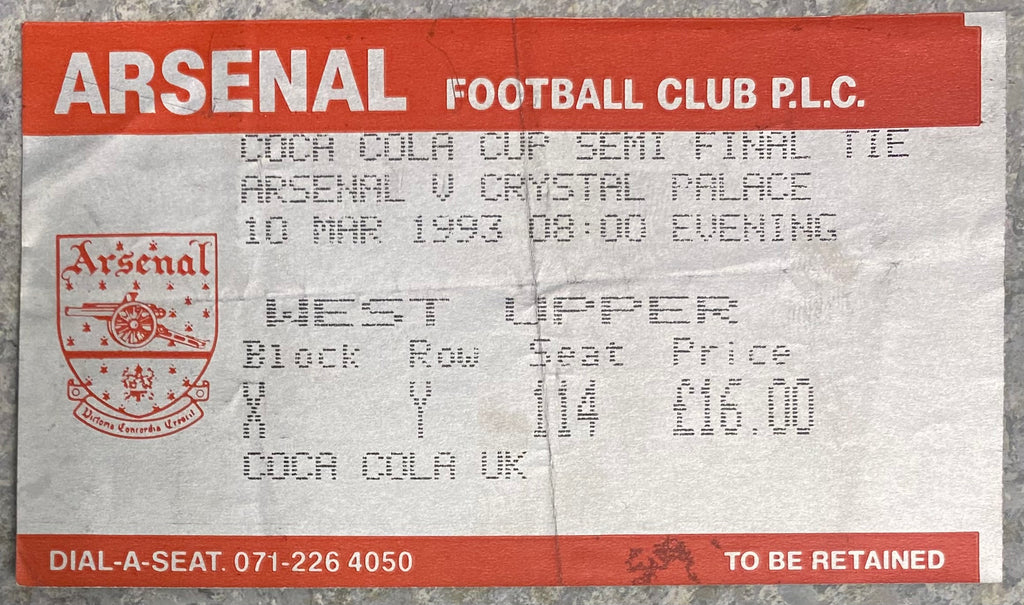 ARSENAL FOOTBALL CLUB P.L.C.
COCA COLA CUP SEMI FINAL TIE
ARSENAL V CRYSTAL PALACE
10 MAR 1993 08:00 EVENING
Arsenal
Victoria Concordia Crescit
WEST UPPER
Block Row Seat Price
X Y 114 £16.00
COCA COLA UK
DIAL-A-SEAT. 071-226 4050 TO BE RETAINED